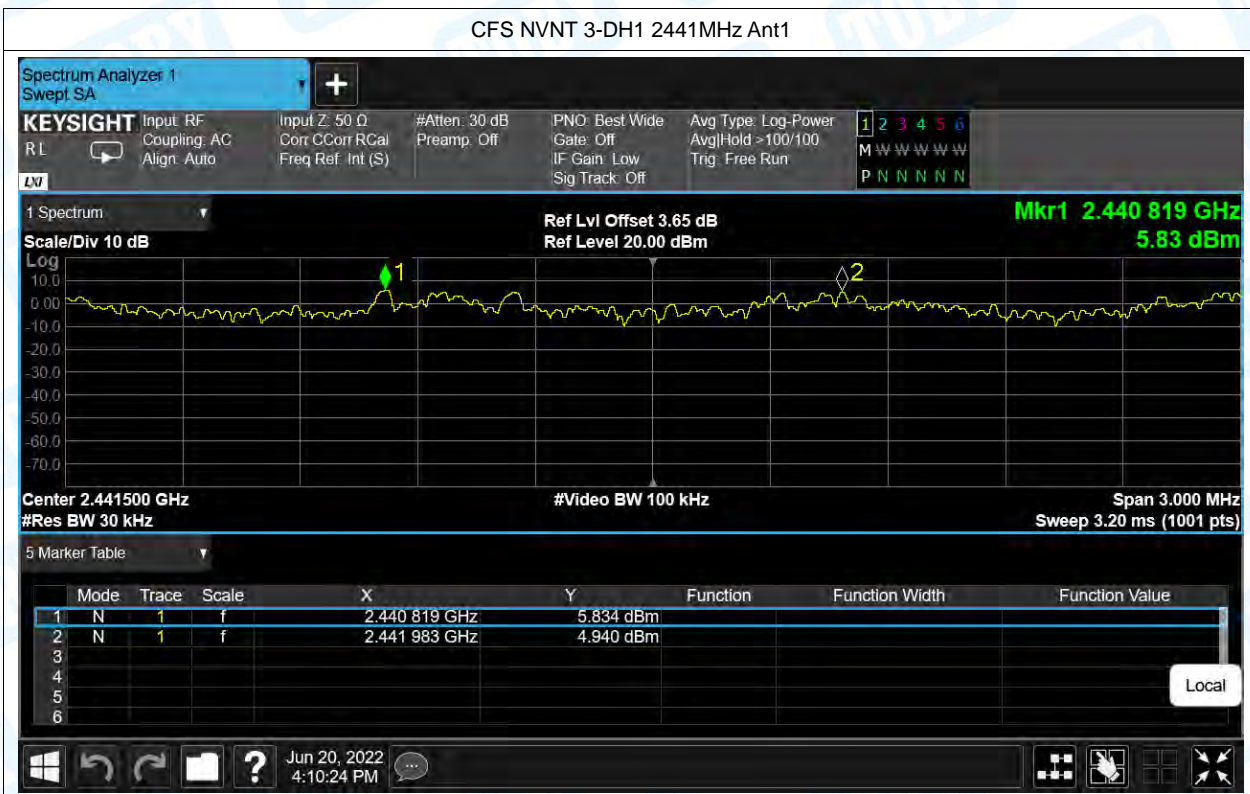 CFS NVNT 3-DH1 2441MHz Ant1
Spectrum Analyzer 1
Swept SA
+
KEYSIGHT Input: RF Input Z: 50 Ω #Atten: 30 dB PNO: Best Wide Avg Type: Log-Power 1 2 3 4 5 6
R L Coupling: AC Corr CCorr RCal Preamp: Off Gate: Off Avg|Hold >100/100 M W W W W W W
Align: Auto Freq Ref: Int (S) IF Gain: Low Trig: Free Run
LXI Sig Track: Off P N N N N N N
1 Spectrum Ref Lvl Offset 3.65 dB Mkr1 2.440 819 GHz
Scale/Div 10 dB Ref Level 20.00 dBm 5.83 dBm
Log
1 2
10.0
0.00
-10.0
-20.0
-30.0
-40.0
-50.0
-60.0
-70.0
Center 2.441500 GHz #Video BW 100 kHz Span 3.000 MHz
#Res BW 30 kHz Sweep 3.20 ms (1001 pts)
5 Marker Table
Mode Trace Scale X Y Function Function Width Function Value
1 N 1 f 2.440 819 GHz 5.834 dBm
2 N 1 f 2.441 983 GHz 4.940 dBm
3
4
5
6
Local
? Jun 20, 2022
4:10:24 PM